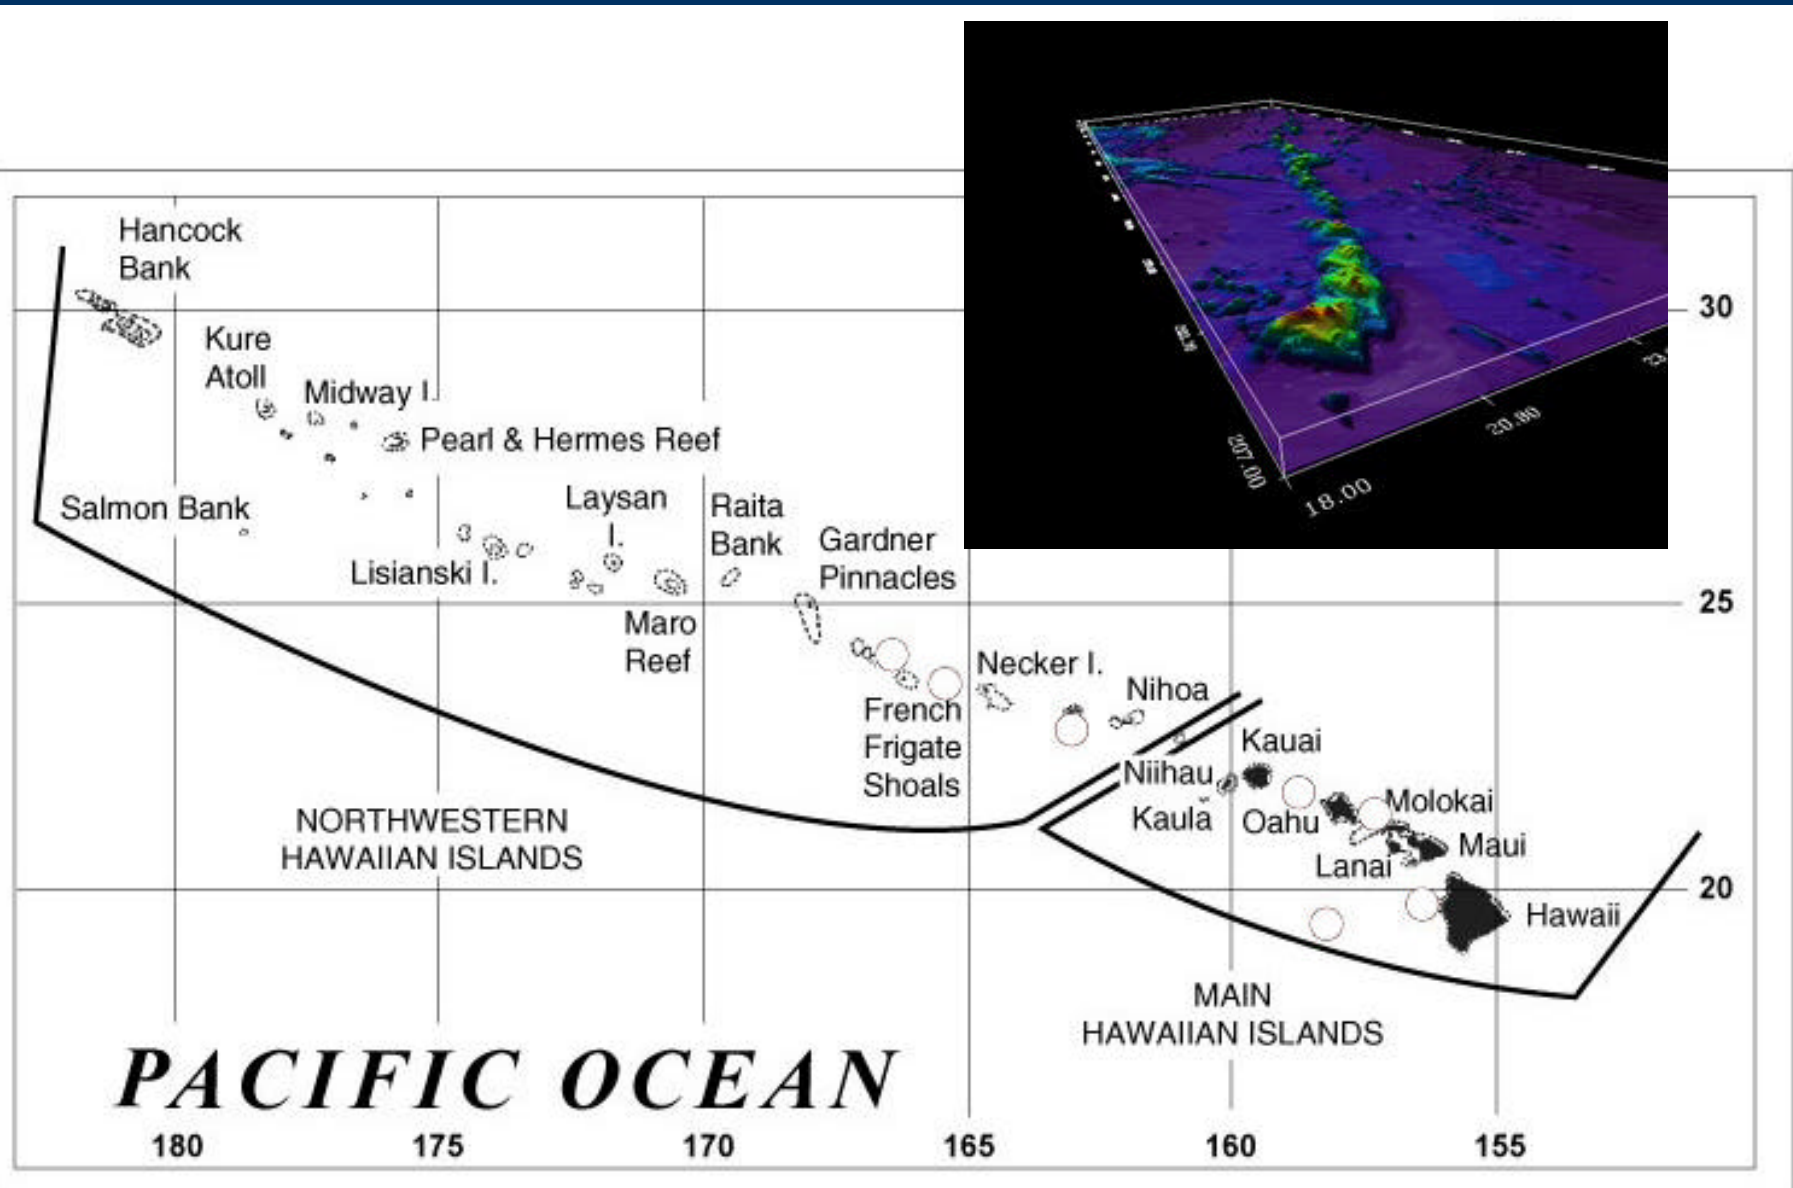 Hancock
Bank
Kure
Atoll
Midway I.
Pearl & Hermes Reef
Salmon Bank
Lisianski I.
Laysan
I.
Maro
Reef
Raita
Bank
Gardner
Pinnacles
French
Frigate
Shoals
Necker I.
Nihoa
Niihau
Kaula
Kauai
Oahu
Molokai
Lanai
Maui
Hawaii
NORTHWESTERN
HAWAIIAN ISLANDS
MAIN
HAWAIIAN ISLANDS
PACIFIC OCEAN
180 175 170 165 160 155
30
25
20
207.00
18.00
20.80